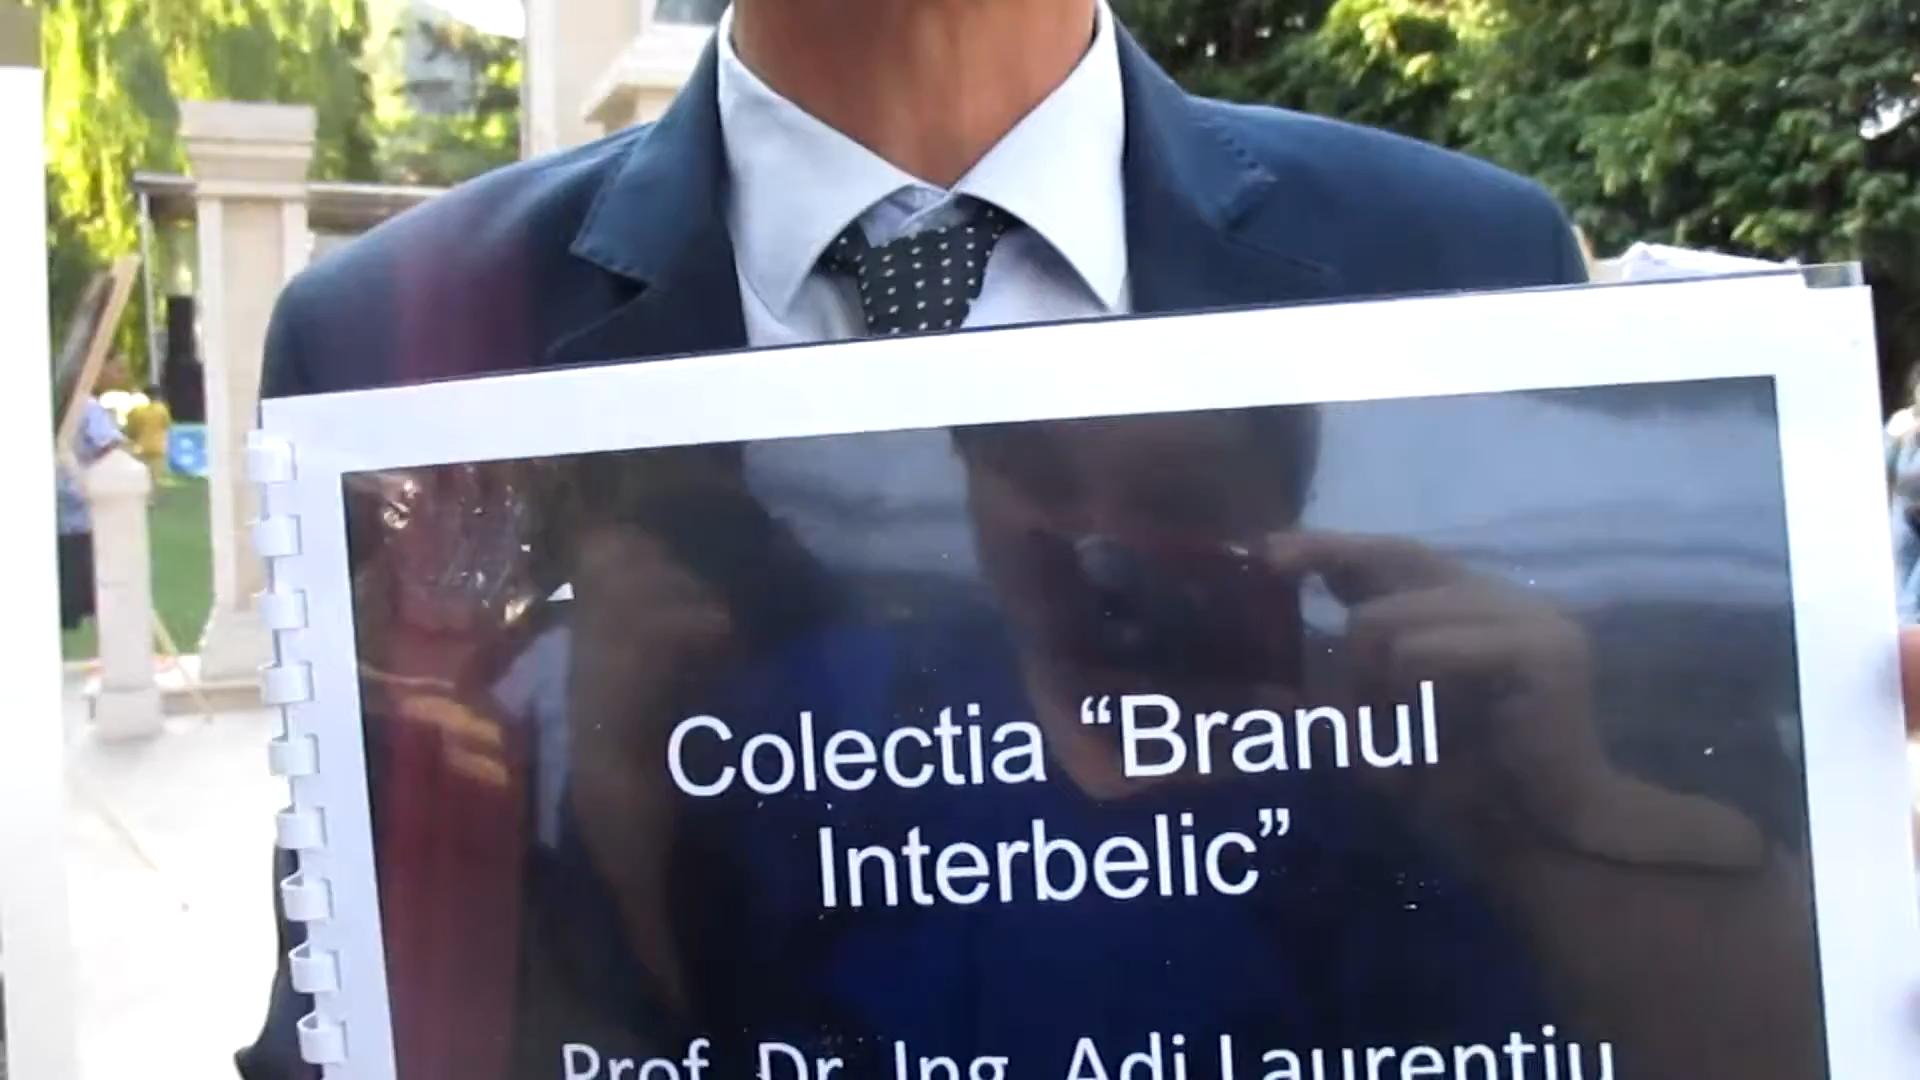 Colectia “Branul
Interbelic”
Prof. Dr. Ing. Adi Laurentiu